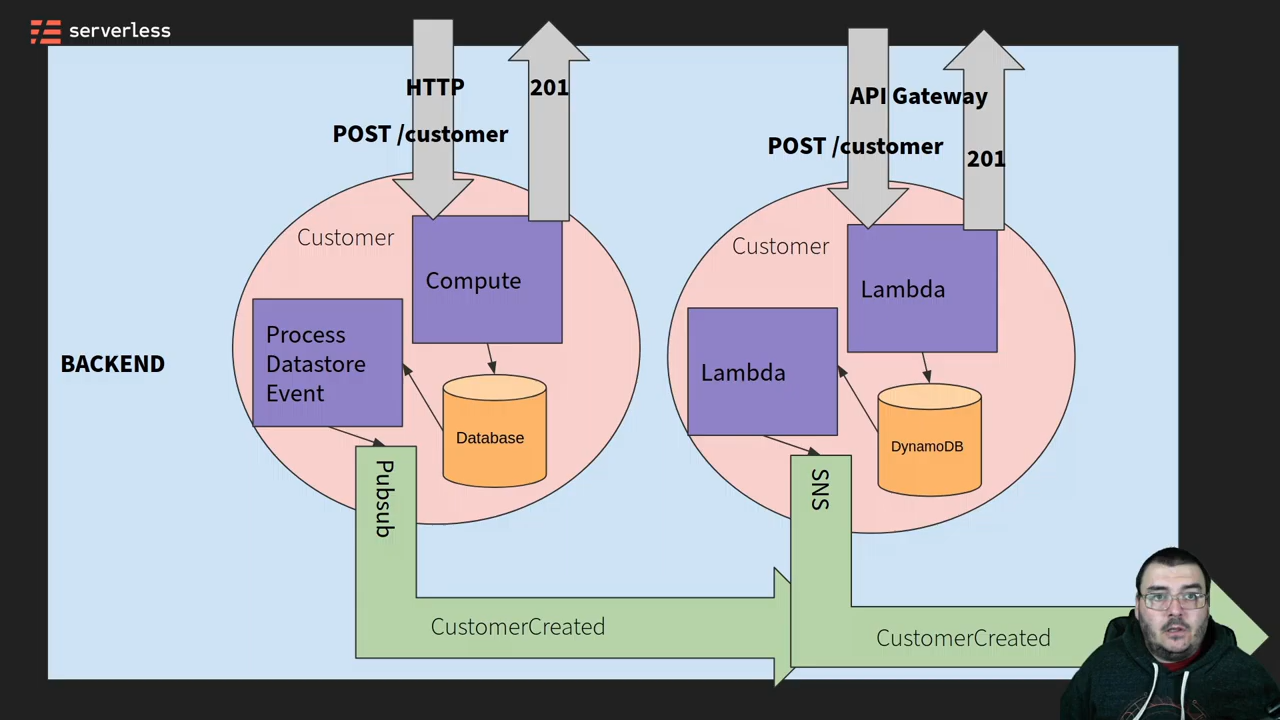 serverless
HTTP
POST /customer
201
API Gateway
POST /customer
201
Customer
Compute
Process
Datastore
Event
Database
Pubsub
CustomerCreated
BACKEND
Customer
Lambda
Lambda
DynamoDB
SNS
CustomerCreated